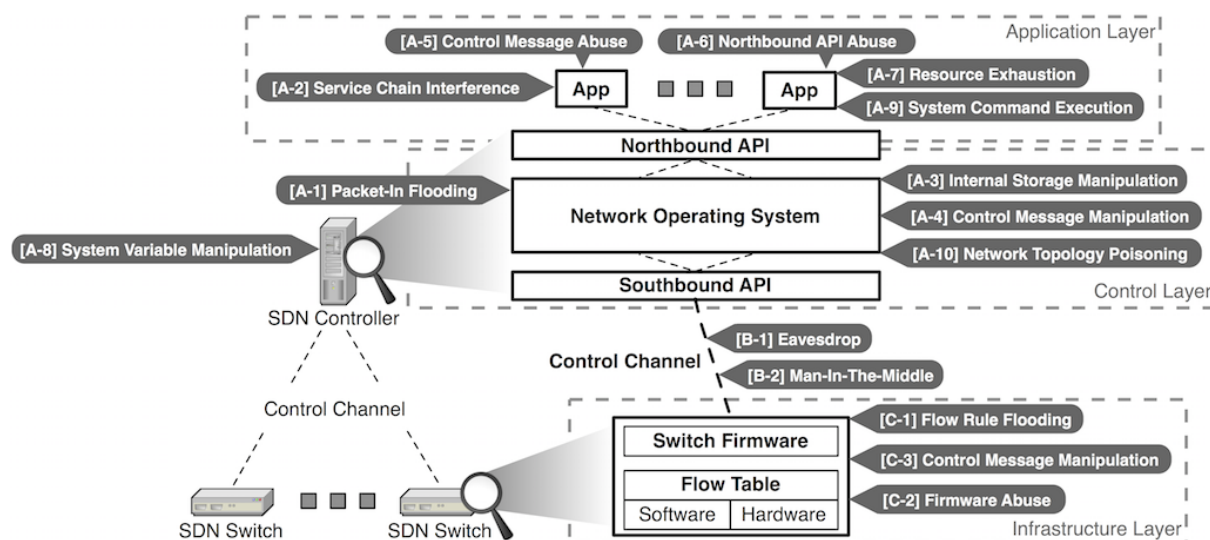 Application Layer
[A-5] Control Message Abuse
[A-6] Northbound API Abuse
[A-2] Service Chain Interference
App
App
[A-7] Resource Exhaustion
[A-9] System Command Execution
Northbound API
[A-1] Packet-In Flooding
Network Operating System
[A-3] Internal Storage Manipulation
[A-4] Control Message Manipulation
[A-10] Network Topology Poisoning
[A-8] System Variable Manipulation
Southbound API
Control Layer
SDN Controller
[B-1] Eavesdrop
Control Channel
[B-2] Man-In-The-Middle
Control Channel
[C-1] Flow Rule Flooding
Switch Firmware
[C-3] Control Message Manipulation
Flow Table
[C-2] Firmware Abuse
Software
Hardware
Infrastructure Layer
SDN Switch
SDN Switch